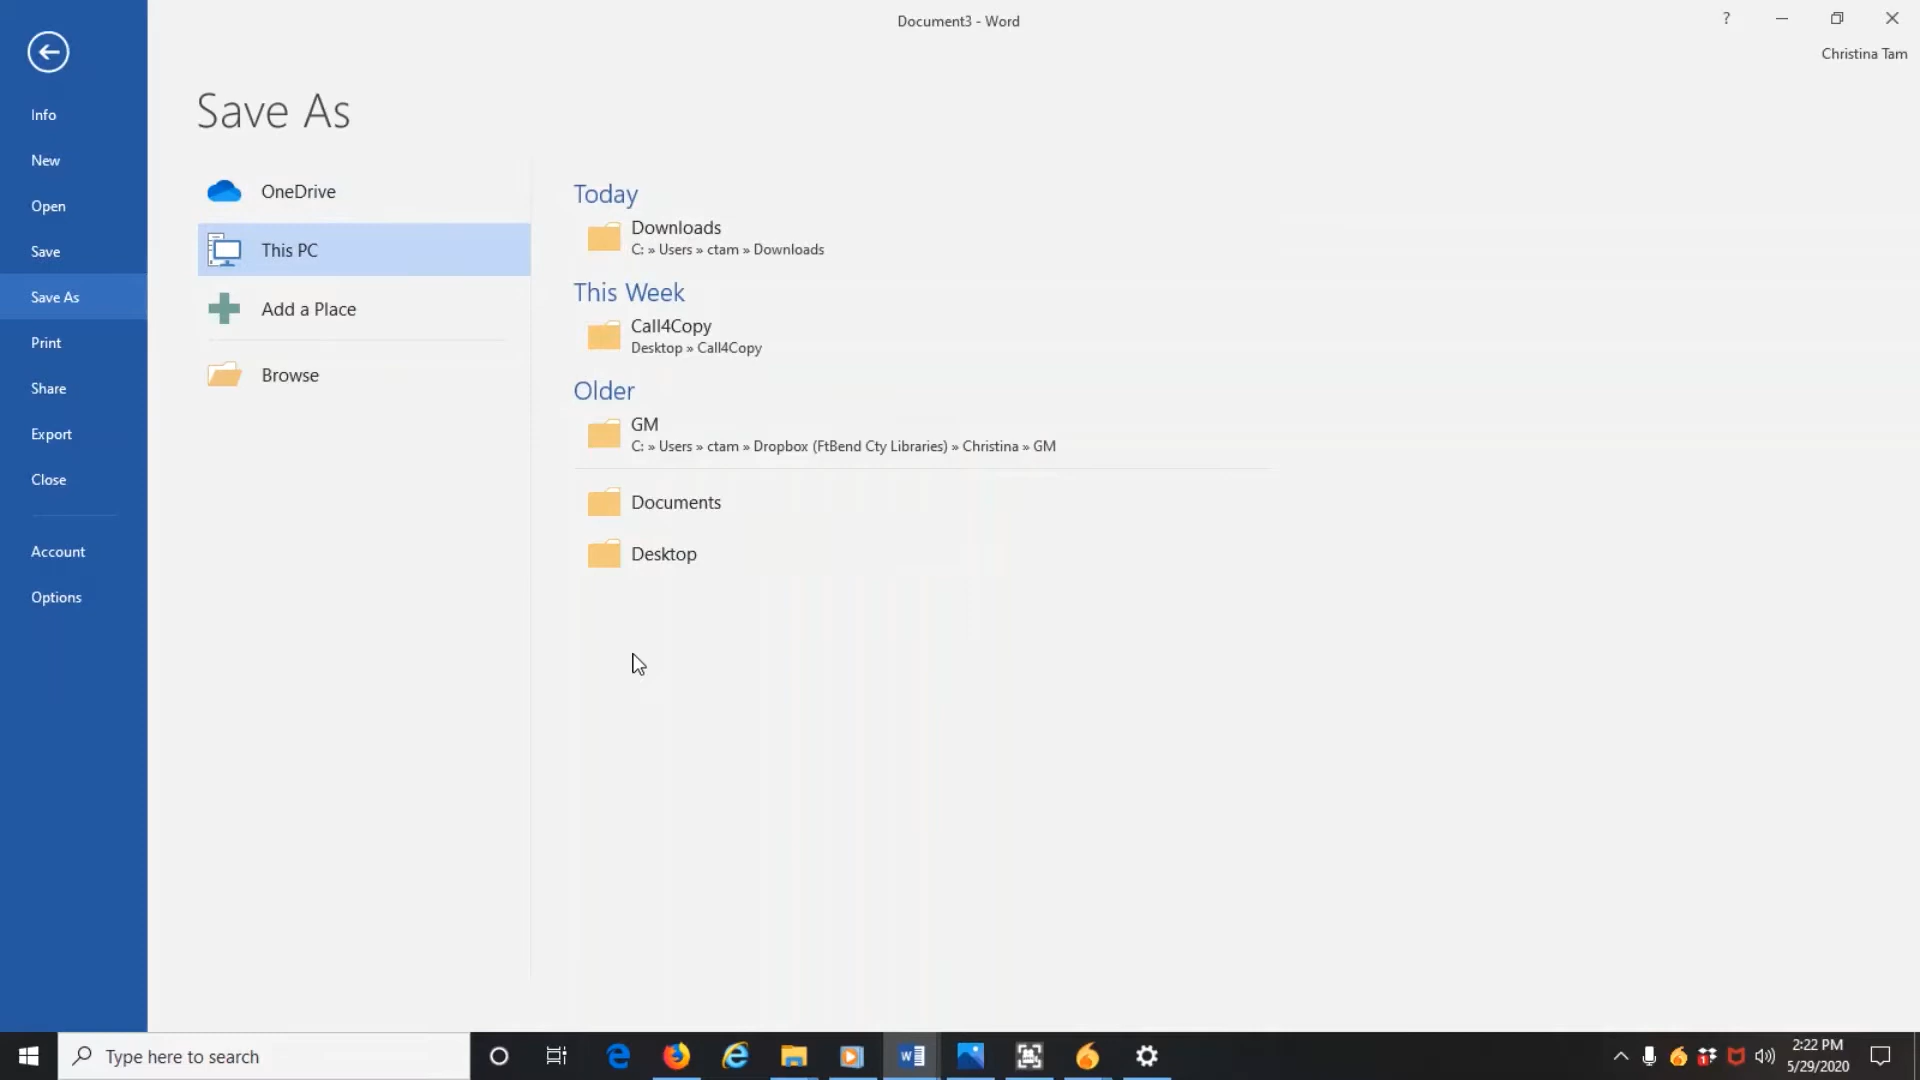 Document3 - Word
?
Christina Tam
Save As
Info
New
Open
Save
Save As
Print
Share
Export
Close
Account
Options
OneDrive
This PC
Add a Place
Browse
Today
Downloads
C: » Users » ctam » Downloads
This Week
Call4Copy
Desktop » Call4Copy
Older
GM
C: » Users » ctam » Dropbox (FtBend Cty Libraries) » Christina » GM
Documents
Desktop
Type here to search
2:22 PM
5/29/2020